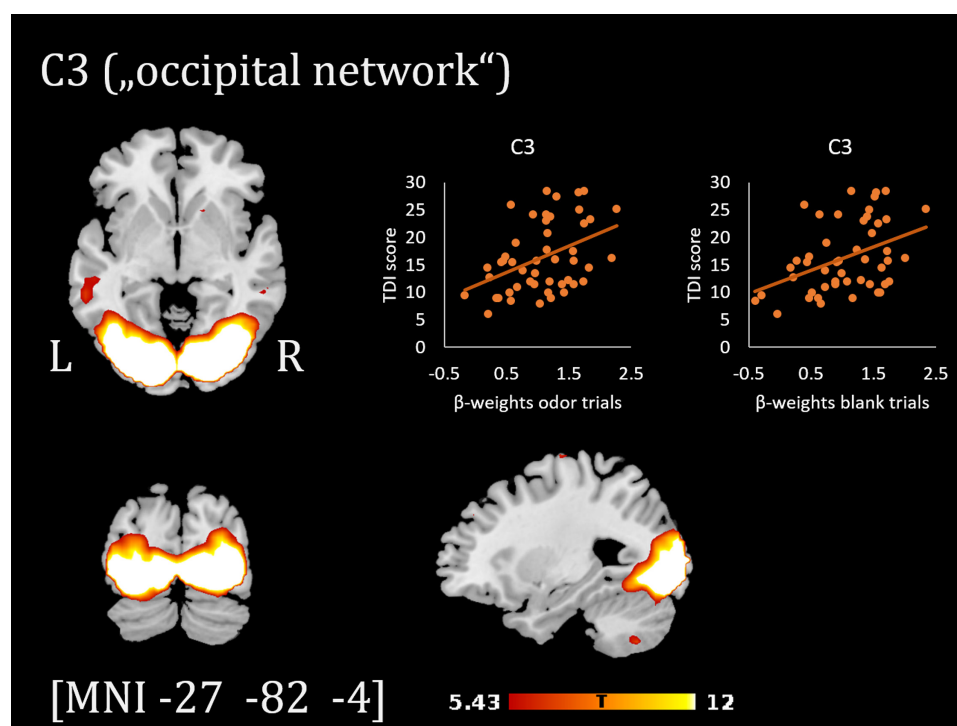 C3 („occipital network“)
C3
TDI score
30
25
20
15
10
5
0
-0.5 0.5 1.5 2.5
β-weights odor trials
C3
TDI score
30
25
20
15
10
5
0
-0.5 0.5 1.5 2.5
β-weights blank trials
L R
[MNI -27 -82 -4]
5.43 T 12